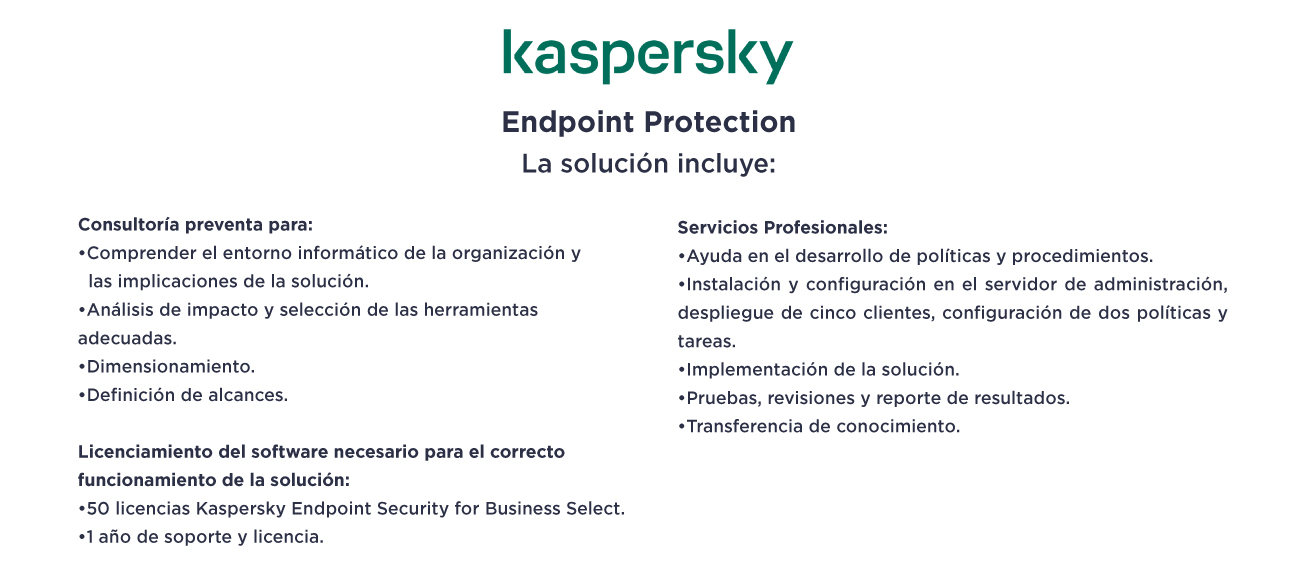 kaspersky
Endpoint Protection
La solución incluye:
Consultoría preventa para:
•Comprender el entorno informático de la organización y
las implicaciones de la solución.
•Análisis de impacto y selección de las herramientas
adecuadas.
•Dimensionamiento.
•Definición de alcances.
Licenciamiento del software necesario para el correcto
funcionamiento de la solución:
•50 licencias Kaspersky Endpoint Security for Business Select.
•1 año de soporte y licencia.
Servicios Profesionales:
•Ayuda en el desarrollo de políticas y procedimientos.
•Instalación y configuración en el servidor de administración,
despliegue de cinco clientes, configuración de dos políticas y
tareas.
•Implementación de la solución.
•Pruebas, revisiones y reporte de resultados.
•Transferencia de conocimiento.